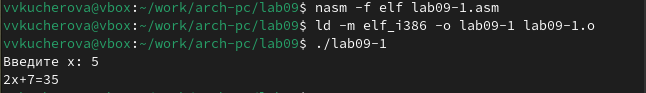 vvkucherova@vbox:~/work/arch-pc/lab09$ nasm -f elf lab09-1.asm
vvkucherova@vbox:~/work/arch-pc/lab09$ ld -m elf_i386 -o lab09-1 lab09-1.o
vvkucherova@vbox:~/work/arch-pc/lab09$ ./lab09-1
Введите x: 5
2x+7=35